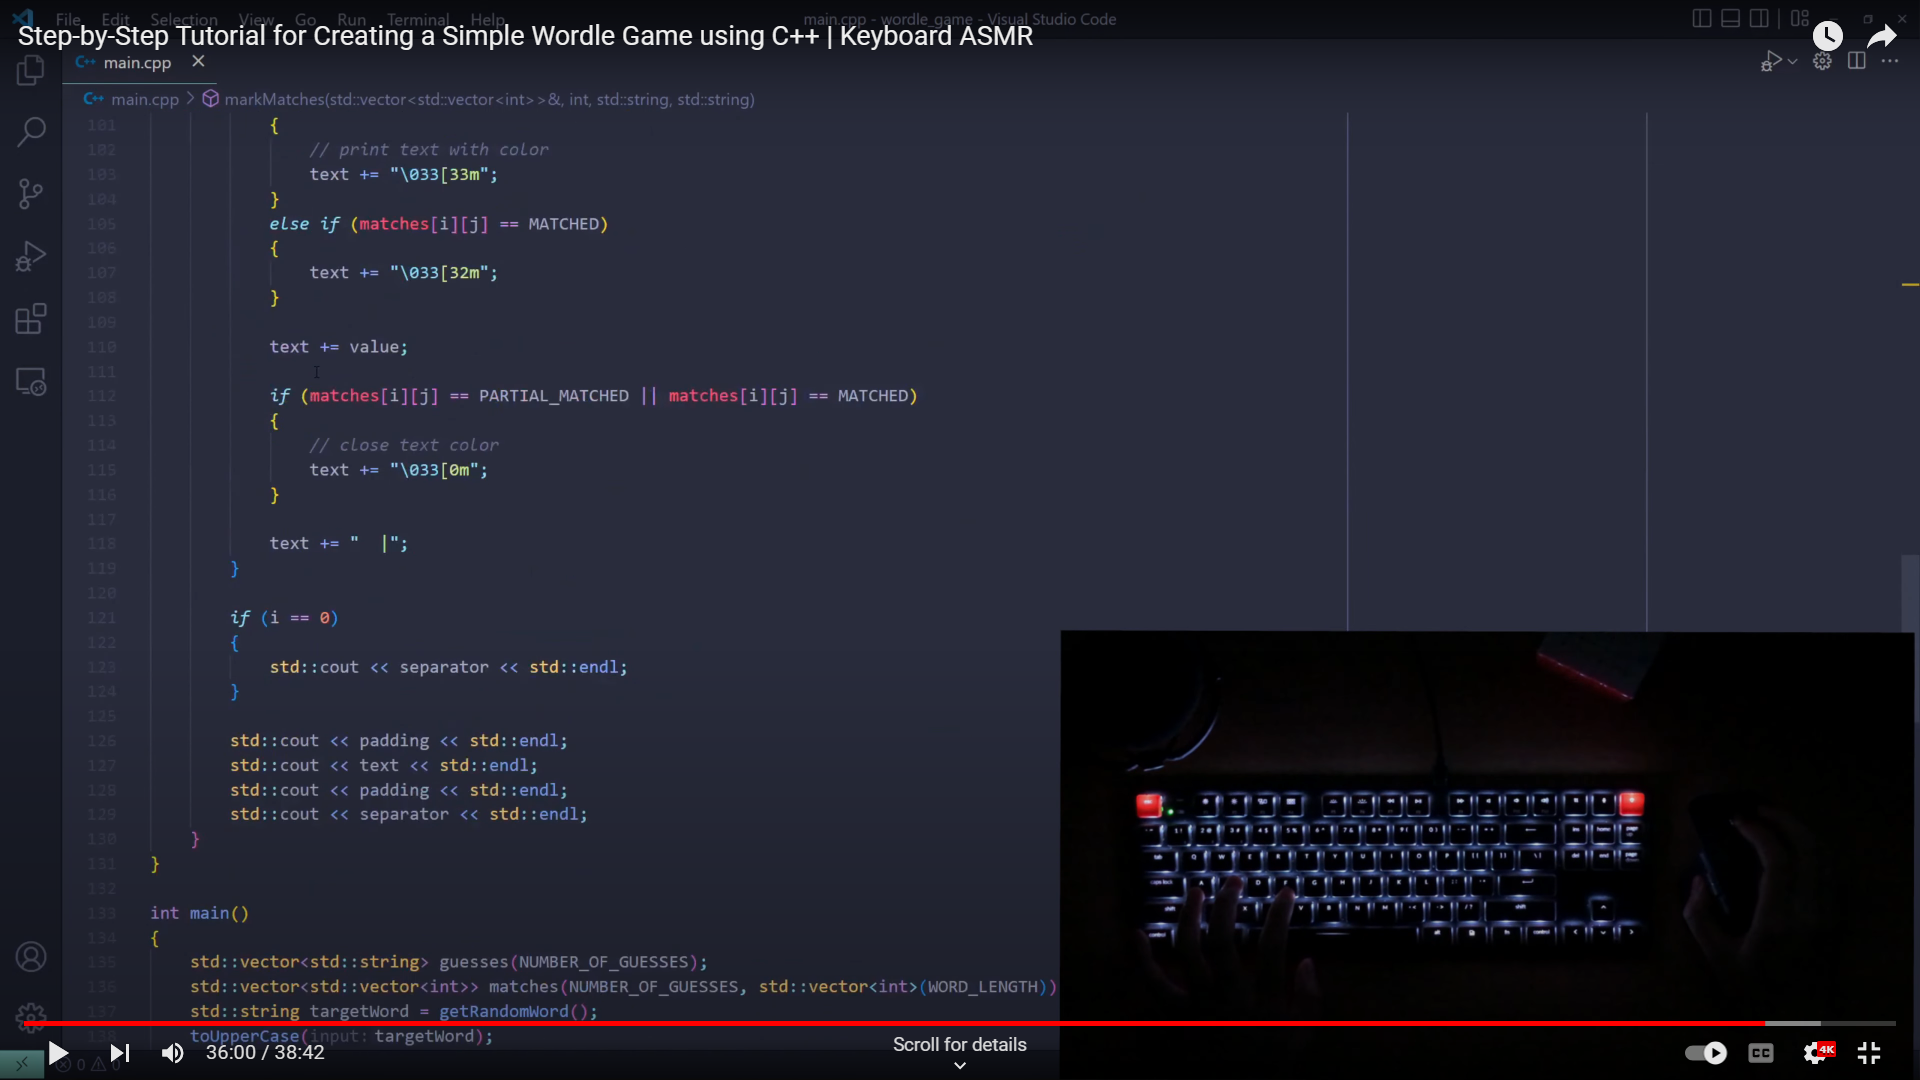 File Edit Selection View Go Run Terminal Help
main.cpp - wordle_game - Visual Studio Code
Step-by-Step Tutorial for Creating a Simple Wordle Game using C++ | Keyboard ASMR
C++ main.cpp
C++ main.cpp > markMatches(std::vector<std::vector<int>>&, int, std::string, std::string)
101 {
102 // print text with color
103 text += "\033[33m";
104 }
105 else if (matches[i][j] == MATCHED)
106 {
107 text += "\033[32m";
108 }
109
110 text += value;
111
112 if (matches[i][j] == PARTIAL_MATCHED || matches[i][j] == MATCHED)
113 {
114 // close text color
115 text += "\033[0m";
116 }
117
118 text += "  |";
119 }
120
121 if (i == 0)
122 {
123 std::cout << separator << std::endl;
124 }
125
126 std::cout << padding << std::endl;
127 std::cout << text << std::endl;
128 std::cout << padding << std::endl;
129 std::cout << separator << std::endl;
130 }
131 }
132
133 int main()
134 {
135 std::vector<std::string> guesses(NUMBER_OF_GUESSES);
136 std::vector<std::vector<int>> matches(NUMBER_OF_GUESSES, std::vector<int>(WORD_LENGTH))
137 std::string targetWord = getRandomWord();
138 toUpperCase(input: targetWord);
36:00 / 38:42
Scroll for details
CC
4K
0 0